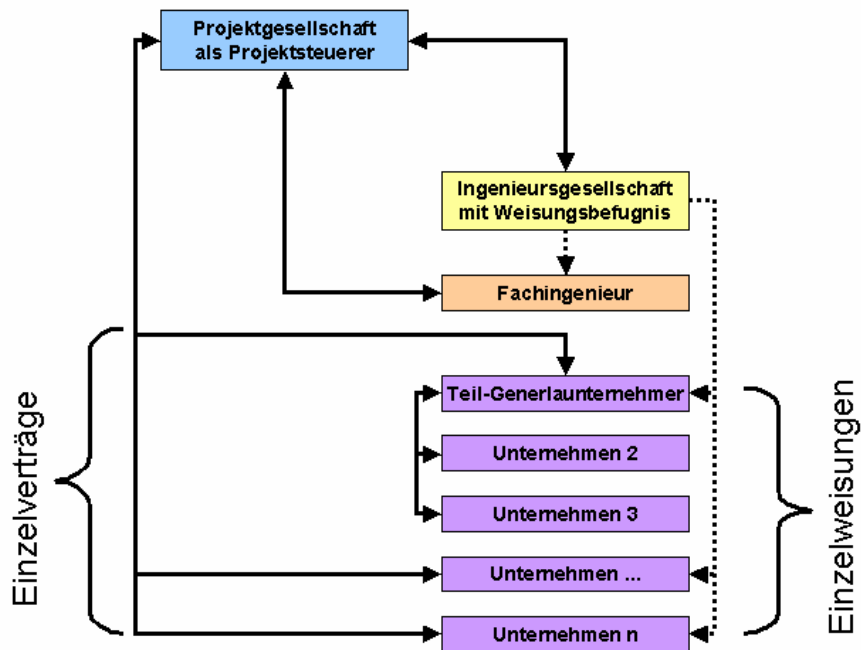 Projektgesellschaft
als Projektsteuerer
Ingenieursgesellschaft
mit Weisungsbefugnis
Fachingenieur
Teil-Generlaunternehmer
Unternehmen 2
Unternehmen 3
Unternehmen ...
Unternehmen n
Einzelverträge
Einzelweisungen